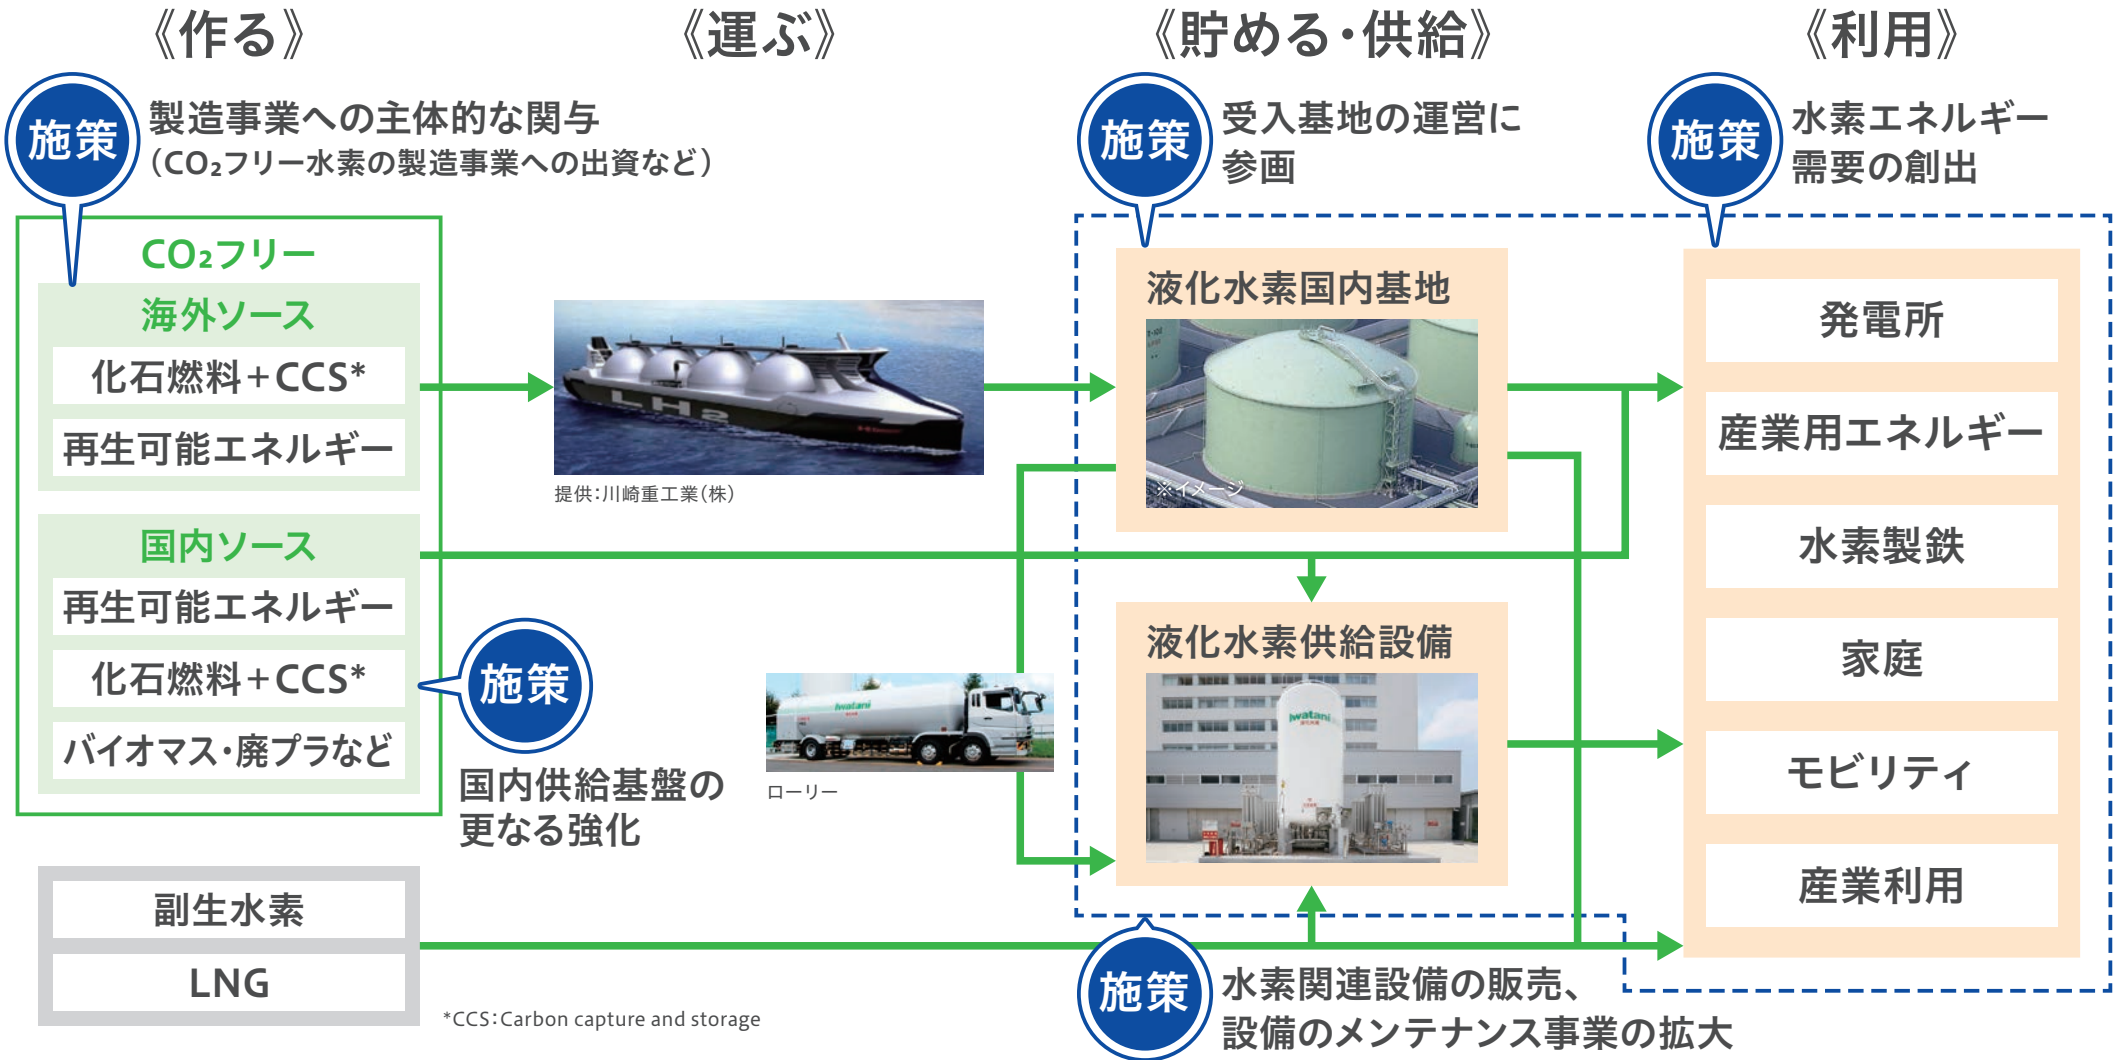 《作る》
《運ぶ》
《貯める・供給》
《利用》
施策
製造事業への主体的な関与
（CO₂フリー水素の製造事業への出資など）
施策
受入基地の運営に
参画
施策
水素エネルギー
需要の創出
CO₂フリー
海外ソース
化石燃料＋CCS*
再生可能エネルギー
国内ソース
再生可能エネルギー
化石燃料＋CCS*
バイオマス・廃プラなど
施策
国内供給基盤の
更なる強化
副生水素
LNG
*CCS：Carbon capture and storage
LH2
提供：川崎重工業（株）
Iwatani
ローリー
液化水素国内基地
※イメージ
液化水素供給設備
Iwatani
施策
水素関連設備の販売、
設備のメンテナンス事業の拡大
発電所
産業用エネルギー
水素製鉄
家庭
モビリティ
産業利用